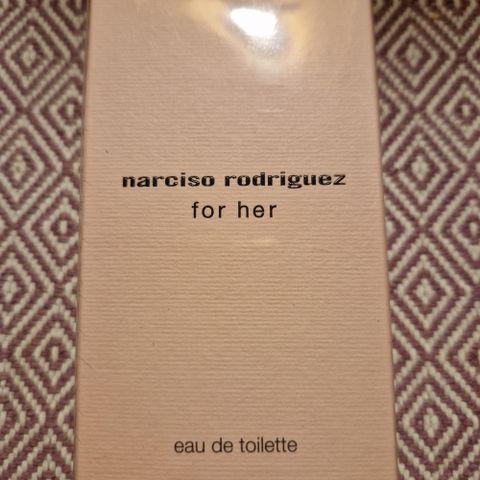 narciso rodriguez
for her
eau de toilette